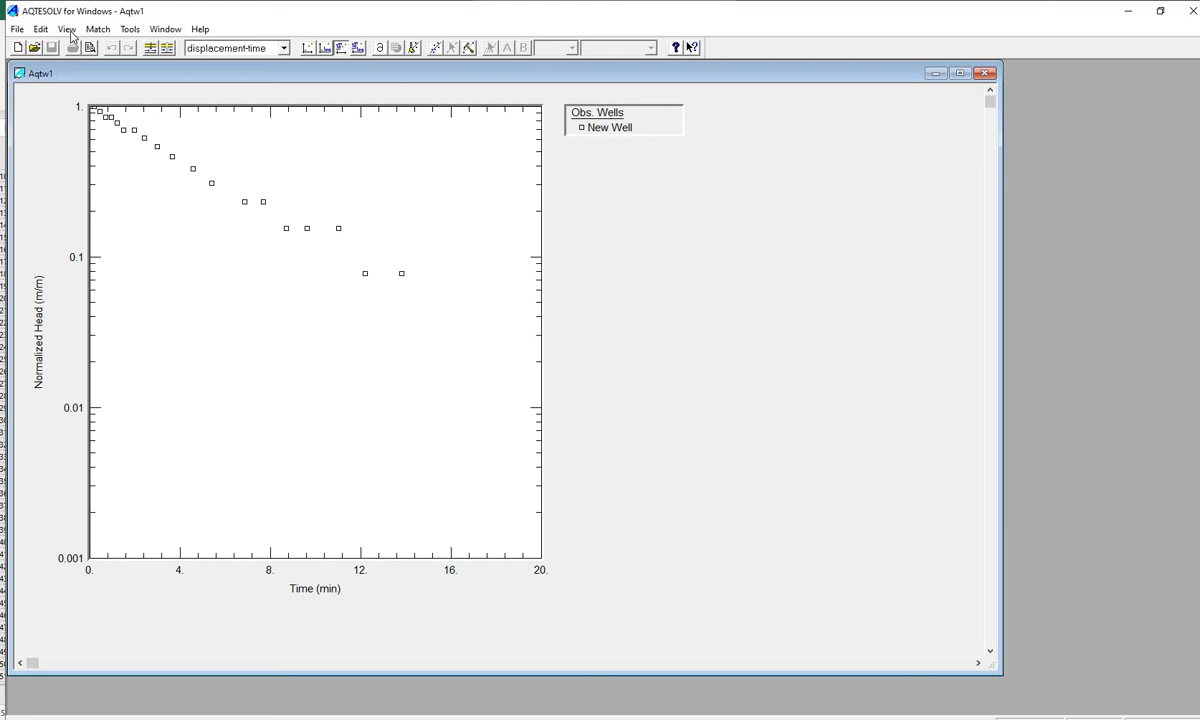 AQTESOLV for Windows - Aqtw1
File Edit View Match Tools Window Help
displacement-time
Aqtw1
Obs. Wells
New Well
1.
0.1
0.01
0.001
Normalized Head (m/m)
0. 4. 8. 12. 16. 20.
Time (min)